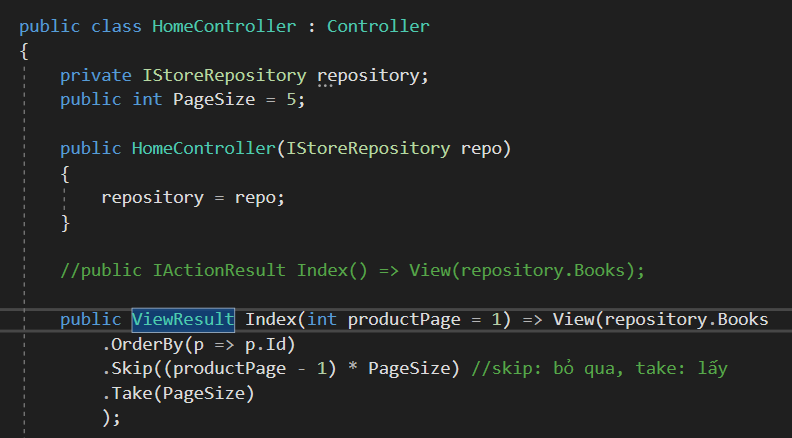 public class HomeController : Controller
{
private IStoreRepository repository;
public int PageSize = 5;
public HomeController(IStoreRepository repo)
{
repository = repo;
}
//public IActionResult Index() => View(repository.Books);
public ViewResult Index(int productPage = 1) => View(repository.Books
.OrderBy(p => p.Id)
.Skip((productPage - 1) * PageSize) //skip: bỏ qua, take: lấy
.Take(PageSize)
);